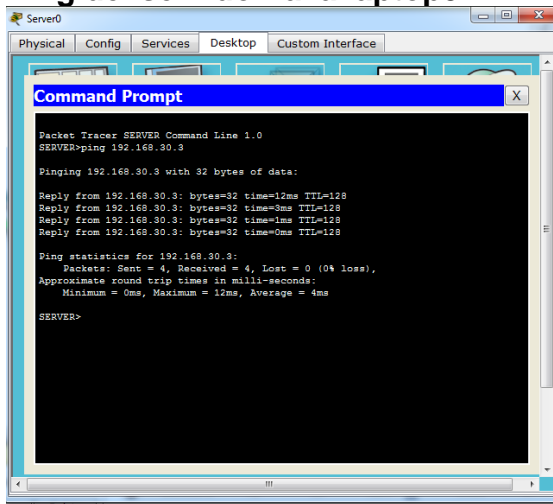 Server0
Physical Config Services Desktop Custom Interface
Command Prompt
X
Packet Tracer SERVER Command Line 1.0
SERVER>ping 192.168.30.3
Pinging 192.168.30.3 with 32 bytes of data:
Reply from 192.168.30.3: bytes=32 time=12ms TTL=128
Reply from 192.168.30.3: bytes=32 time=3ms TTL=128
Reply from 192.168.30.3: bytes=32 time=1ms TTL=128
Reply from 192.168.30.3: bytes=32 time=0ms TTL=128
Ping statistics for 192.168.30.3:
Packets: Sent = 4, Received = 4, Lost = 0 (0% loss),
Approximate round trip times in milli-seconds:
Minimum = 0ms, Maximum = 12ms, Average = 4ms
SERVER>